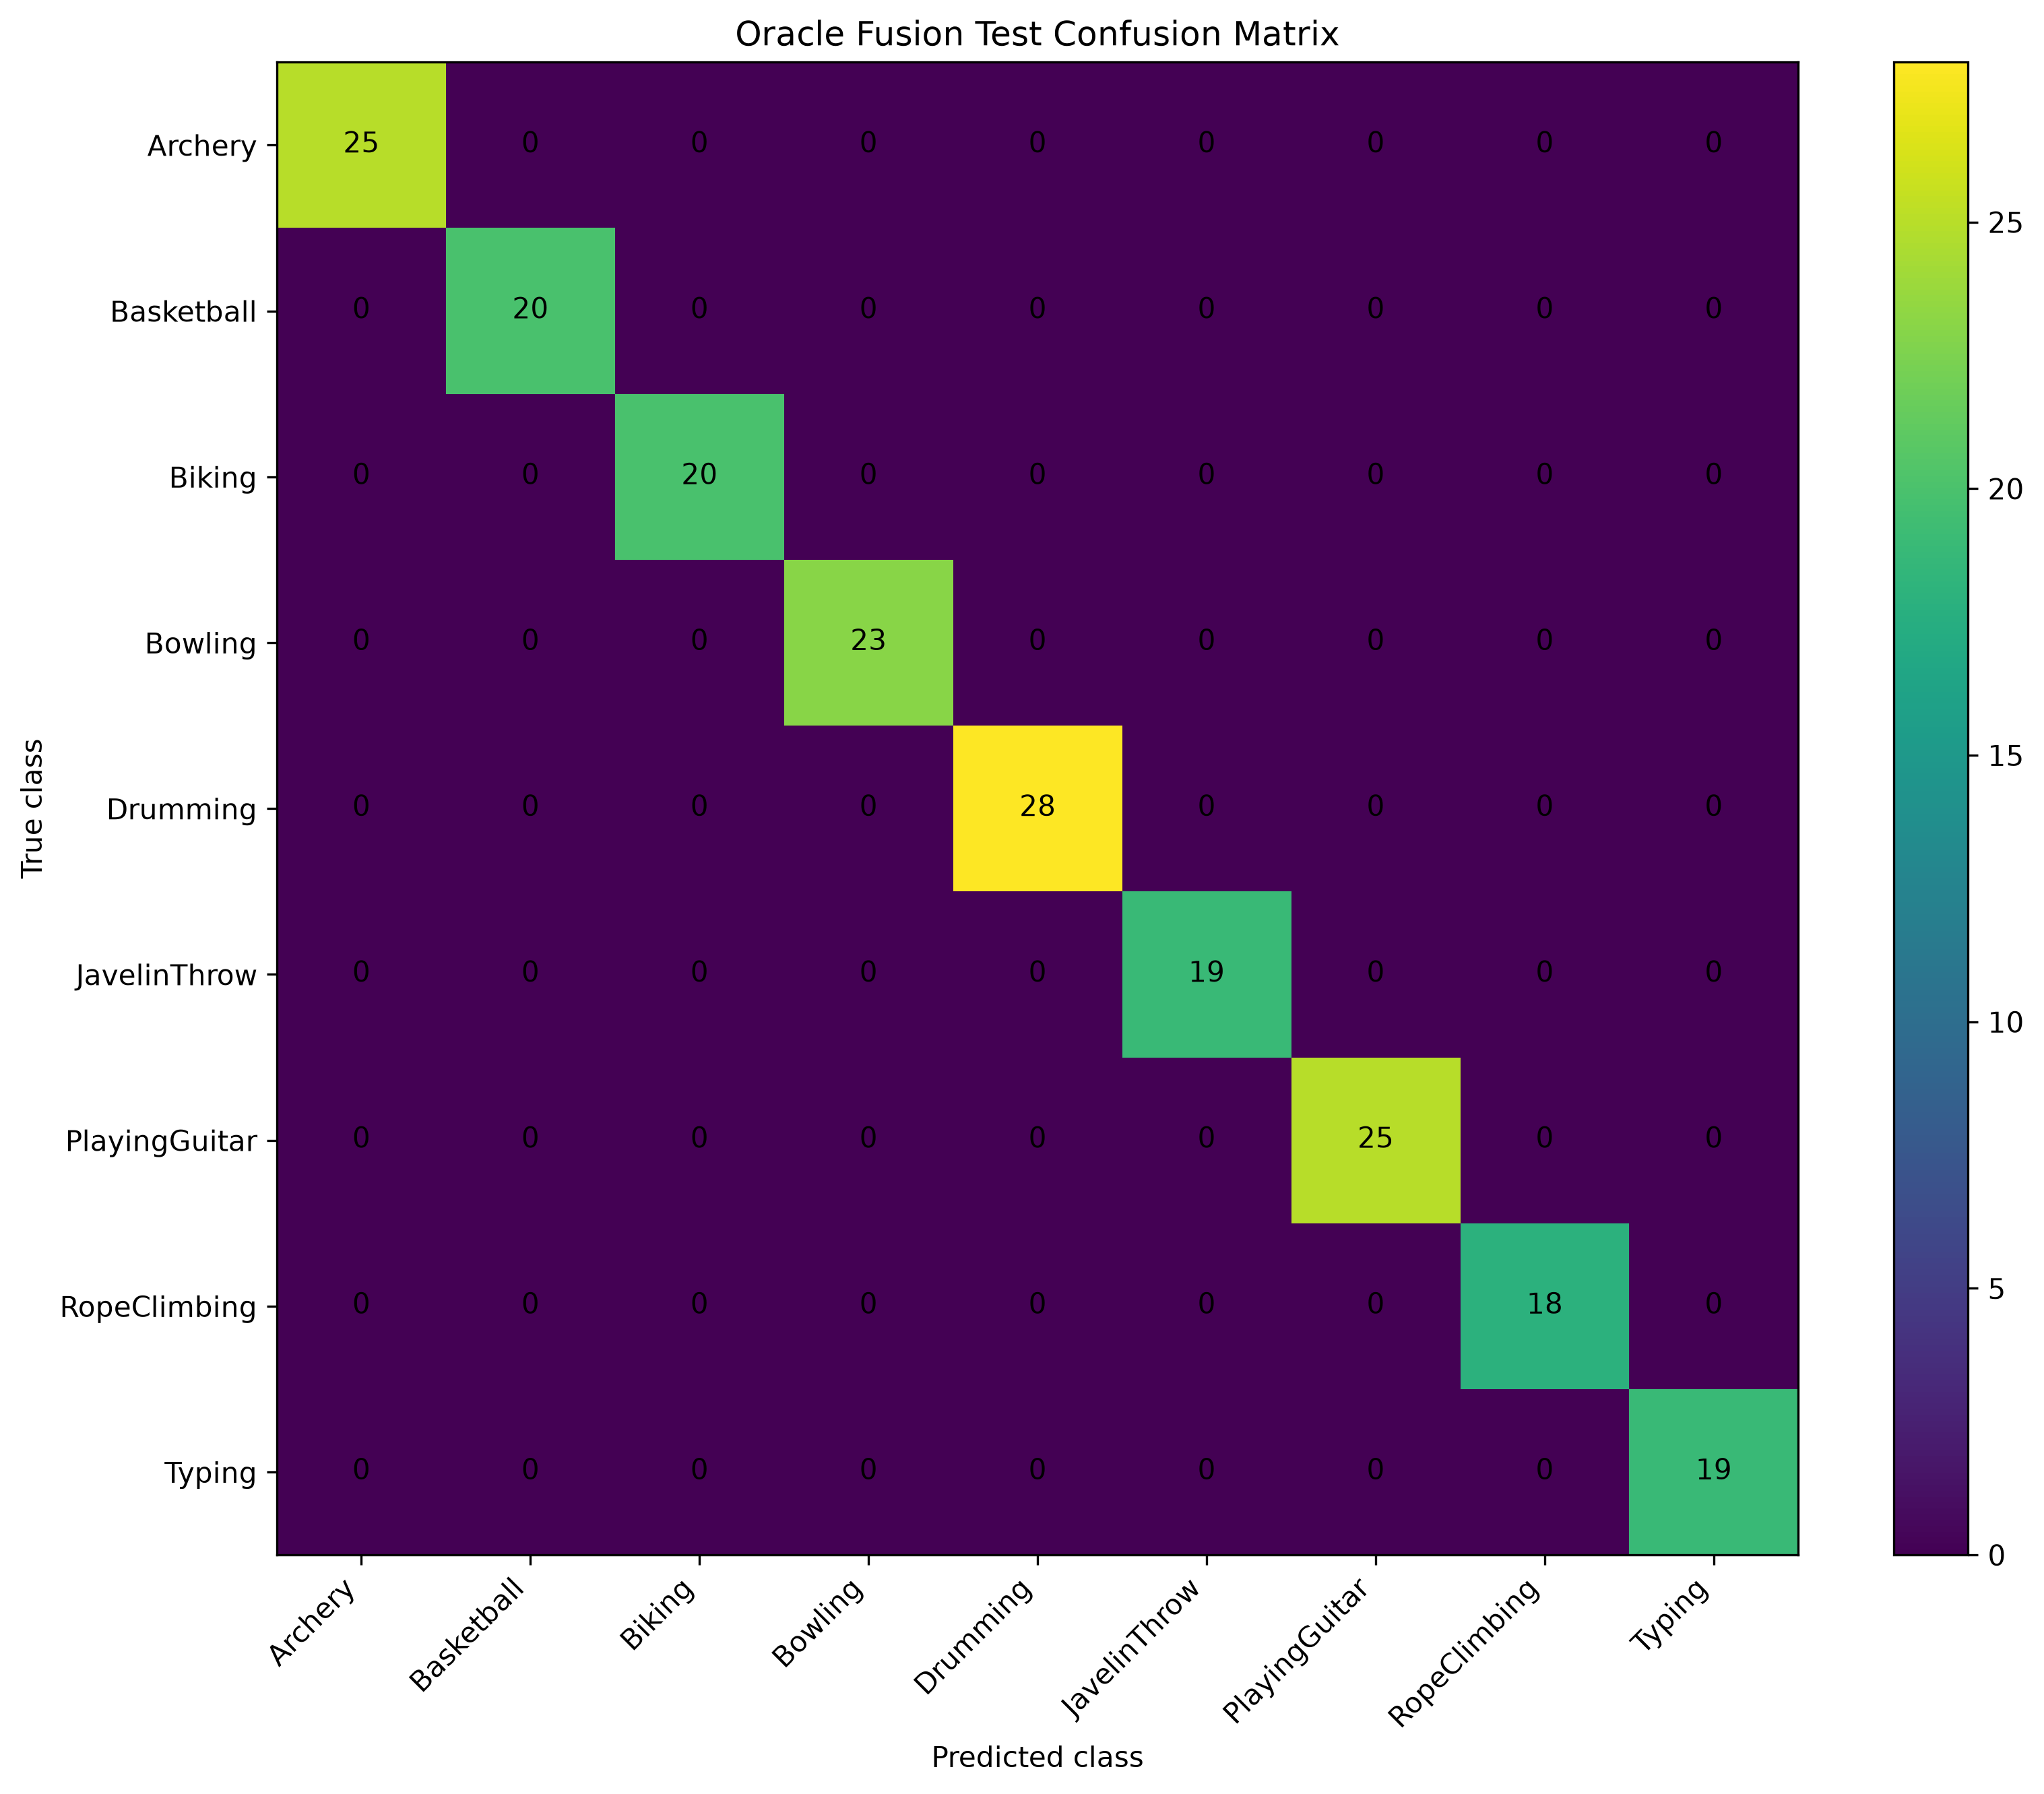 Oracle Fusion Test Confusion Matrix
Archery 25 0 0 0 0 0 0 0 0
Basketball 0 20 0 0 0 0 0 0 0
Biking 0 0 20 0 0 0 0 0 0
Bowling 0 0 0 23 0 0 0 0 0
Drumming 0 0 0 0 28 0 0 0 0
JavelinThrow 0 0 0 0 0 19 0 0 0
PlayingGuitar 0 0 0 0 0 0 25 0 0
RopeClimbing 0 0 0 0 0 0 0 18 0
Typing 0 0 0 0 0 0 0 0 19
True class
Archery Basketball Biking Bowling Drumming JavelinThrow PlayingGuitar RopeClimbing Typing
Predicted class
25
20
15
10
5
0